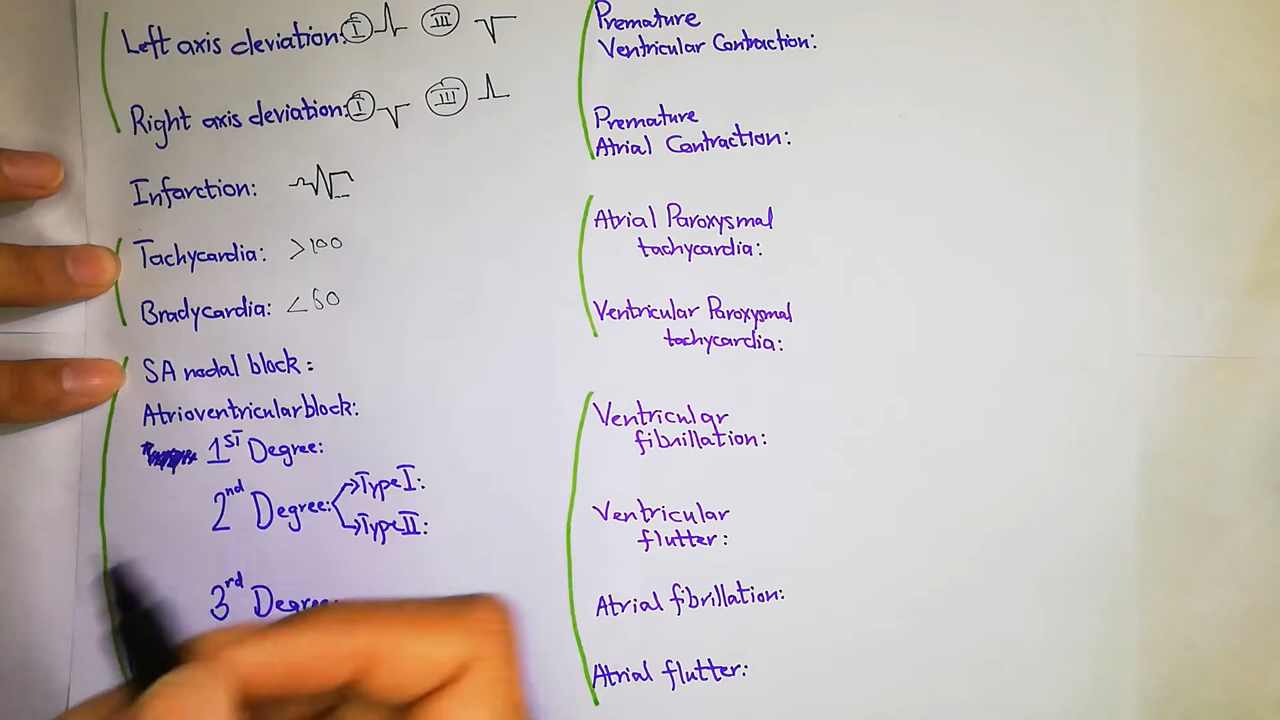 Left axis deviation: I III
Right axis deviation: I III
Infarction:
Tachycardia: >100
Bradycardia: <60
SA nodal block:
Atrioventricular block:
1ST Degree:
2nd Degree: →Type I:
→Type II:
3rd Degree:
Premature
Ventricular Contraction:
Premature
Atrial Contraction:
Atrial Paroxysmal
tachycardia:
Ventricular Paroxysmal
tachycardia:
Ventricular
fibrillation:
Ventricular
flutter:
Atrial fibrillation:
Atrial flutter: